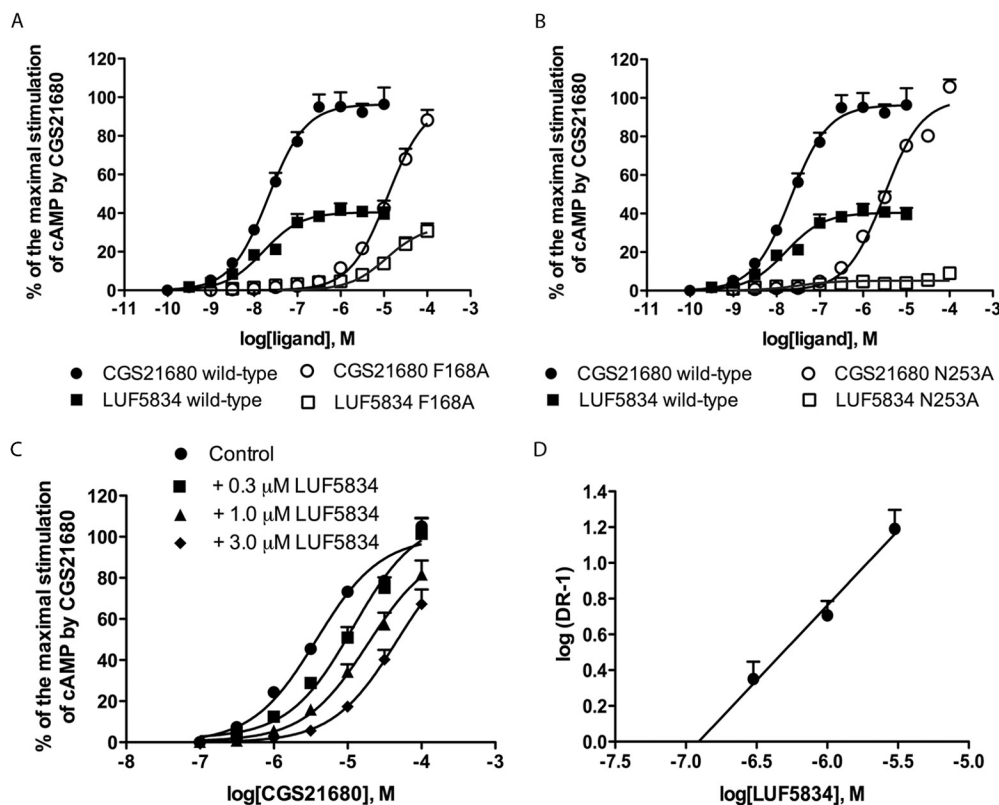 A
% of the maximal stimulation
of cAMP by CGS21680
120
100
80
60
40
20
0
-11 -10 -9 -8 -7 -6 -5 -4 -3
log[ligand], M
CGS21680 wild-type
CGS21680 F168A
LUF5834 wild-type
LUF5834 F168A
B
% of the maximal stimulation
of cAMP by CGS21680
120
100
80
60
40
20
0
-11 -10 -9 -8 -7 -6 -5 -4 -3
log[ligand], M
CGS21680 wild-type
CGS21680 N253A
LUF5834 wild-type
LUF5834 N253A
C
Control
+ 0.3 µM LUF5834
+ 1.0 µM LUF5834
+ 3.0 µM LUF5834
% of the maximal stimulation
of cAMP by CGS21680
120
100
80
60
40
20
0
-8 -7 -6 -5 -4 -3
log[CGS21680], M
D
log (DR-1)
1.4
1.2
1.0
0.8
0.6
0.4
0.2
0.0
-7.5 -7.0 -6.5 -6.0 -5.5 -5.0
log[LUF5834], M